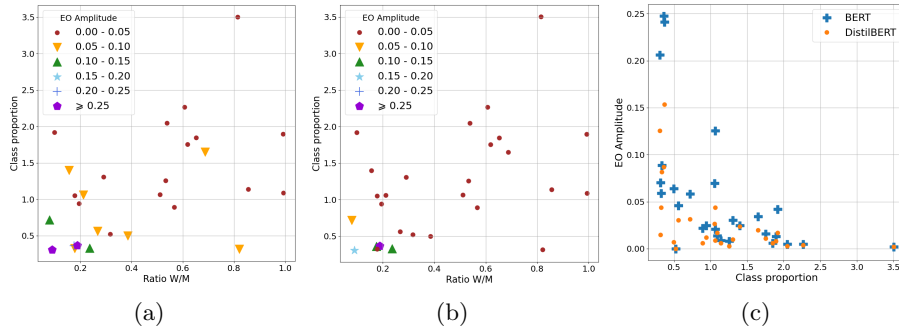 EO Amplitude
0.00 - 0.05
0.05 - 0.10
0.10 - 0.15
0.15 - 0.20
0.20 - 0.25
⩾ 0.25
3.5
3.0
2.5
2.0
1.5
1.0
0.5
Class proportion
0.2 0.4 0.6 0.8 1.0
Ratio W/M
(a)
EO Amplitude
0.00 - 0.05
0.05 - 0.10
0.10 - 0.15
0.15 - 0.20
0.20 - 0.25
⩾ 0.25
3.5
3.0
2.5
2.0
1.5
1.0
0.5
Class proportion
0.2 0.4 0.6 0.8 1.0
Ratio W/M
(b)
BERT
DistilBERT
0.25
0.20
0.15
0.10
0.05
0.00
EO Amplitude
0.5 1.0 1.5 2.0 2.5 3.0 3.5
Class proportion
(c)